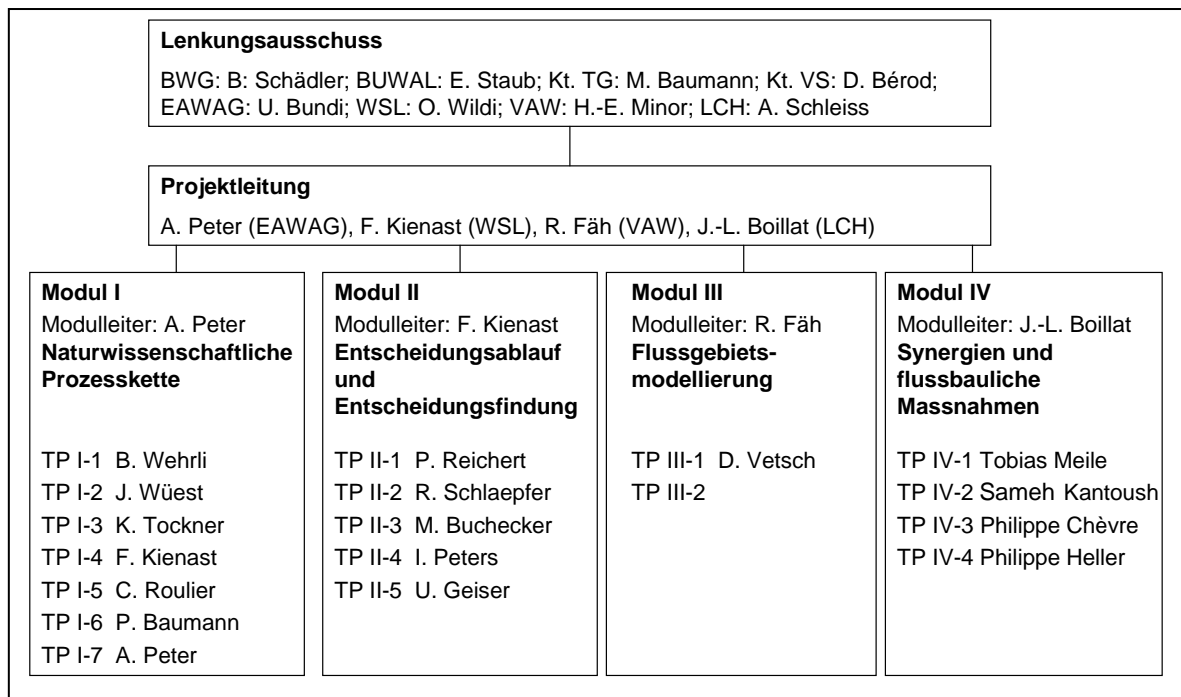 Lenkungsausschuss
BWG: B: Schädler; BUWAL: E. Staub; Kt. TG: M. Baumann; Kt. VS: D. Bérod;
EAWAG: U. Bundi; WSL: O. Wildi; VAW: H.-E. Minor; LCH: A. Schleiss
Projektleitung
A. Peter (EAWAG), F. Kienast (WSL), R. Fäh (VAW), J.-L. Boillat (LCH)
Modul I
Modulleiter: A. Peter
Naturwissenschaftliche
Prozesskette
TP I-1 B. Wehrli
TP I-2 J. Wüest
TP I-3 K. Tockner
TP I-4 F. Kienast
TP I-5 C. Roulier
TP I-6 P. Baumann
TP I-7 A. Peter
Modul II
Modulleiter: F. Kienast
Entscheidungsablauf
und
Entscheidungsfindung
TP II-1 P. Reichert
TP II-2 R. Schlaepfer
TP II-3 M. Buchecker
TP II-4 I. Peters
TP II-5 U. Geiser
Modul III
Modulleiter: R. Fäh
Flussgebiets-
modellierung
TP III-1 D. Vetsch
TP III-2
Modul IV
Modulleiter: J.-L. Boillat
Synergien und
flussbauliche
Massnahmen
TP IV-1 Tobias Meile
TP IV-2 Sameh Kantoush
TP IV-3 Philippe Chèvre
TP IV-4 Philippe Heller